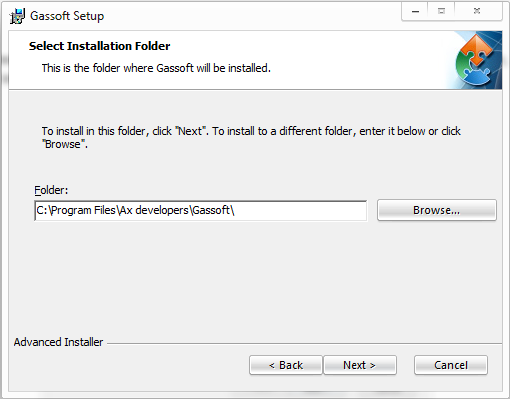 Gassoft Setup
Select Installation Folder
This is the folder where Gassoft will be installed.
To install in this folder, click "Next". To install to a different folder, enter it below or click
"Browse".
Folder:
C:\Program Files\Ax developers\Gassoft\
Browse...
Advanced Installer
< Back
Next >
Cancel